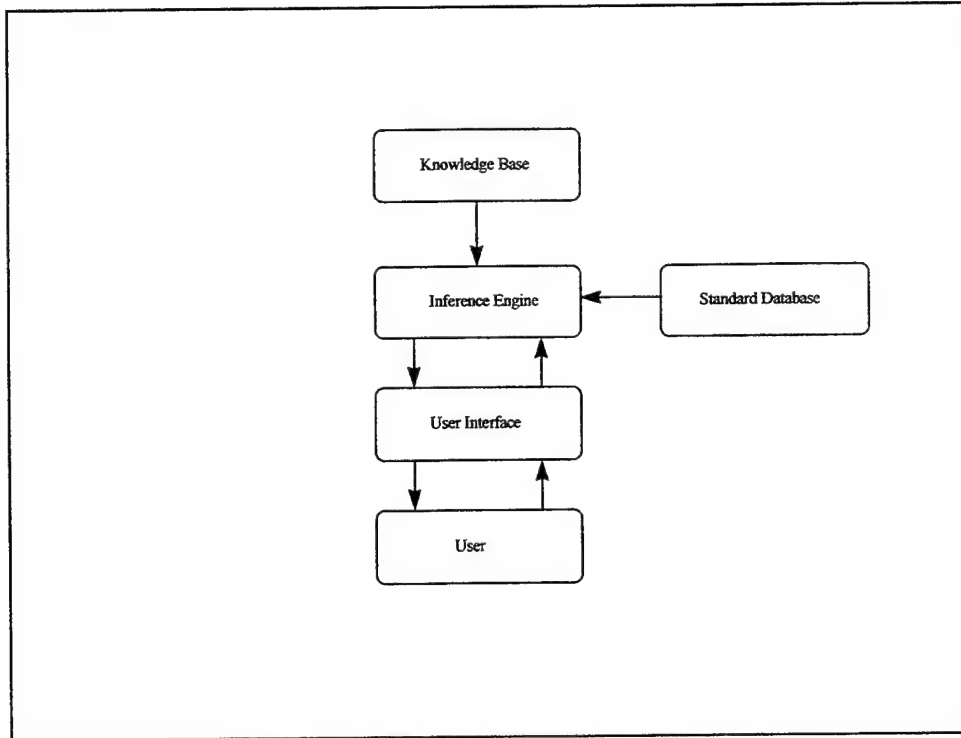 Knowledge Base
Inference Engine
Standard Database
User Interface
User